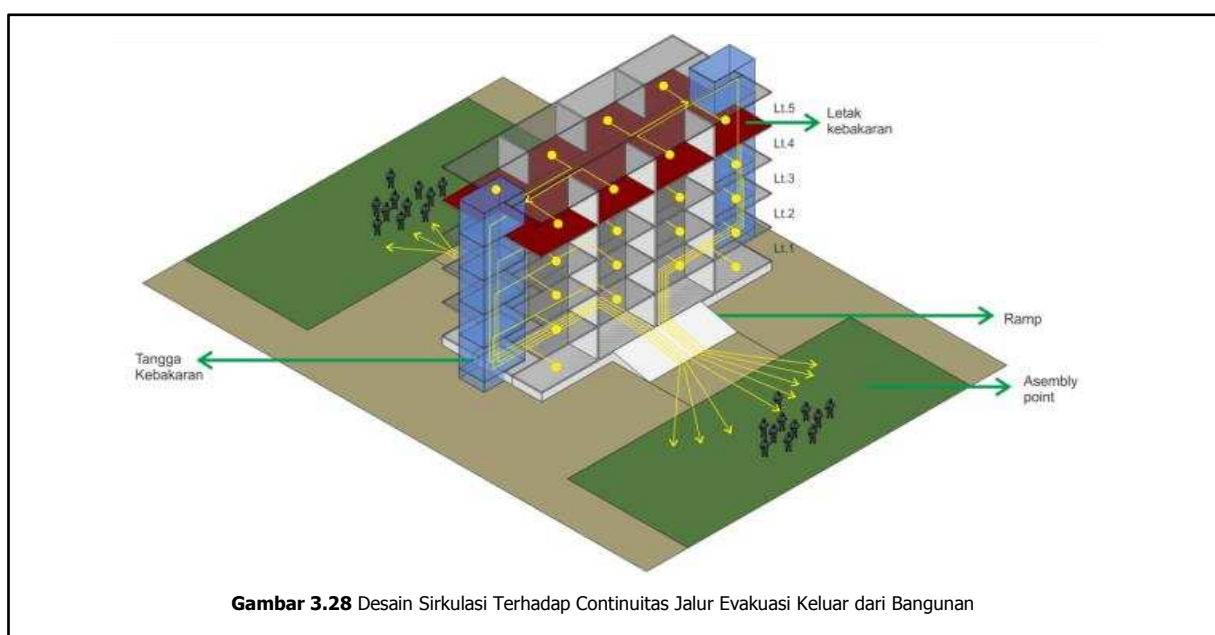 Lt.5
Letak
kebakaran
Lt.4
Lt.3
Lt.2
Lt.1
Ramp
Tangga
Kebakaran
Asembly
point
Gambar 3.28 Desain Sirkulasi Terhadap Continuitas Jalur Evakuasi Keluar dari Bangunan